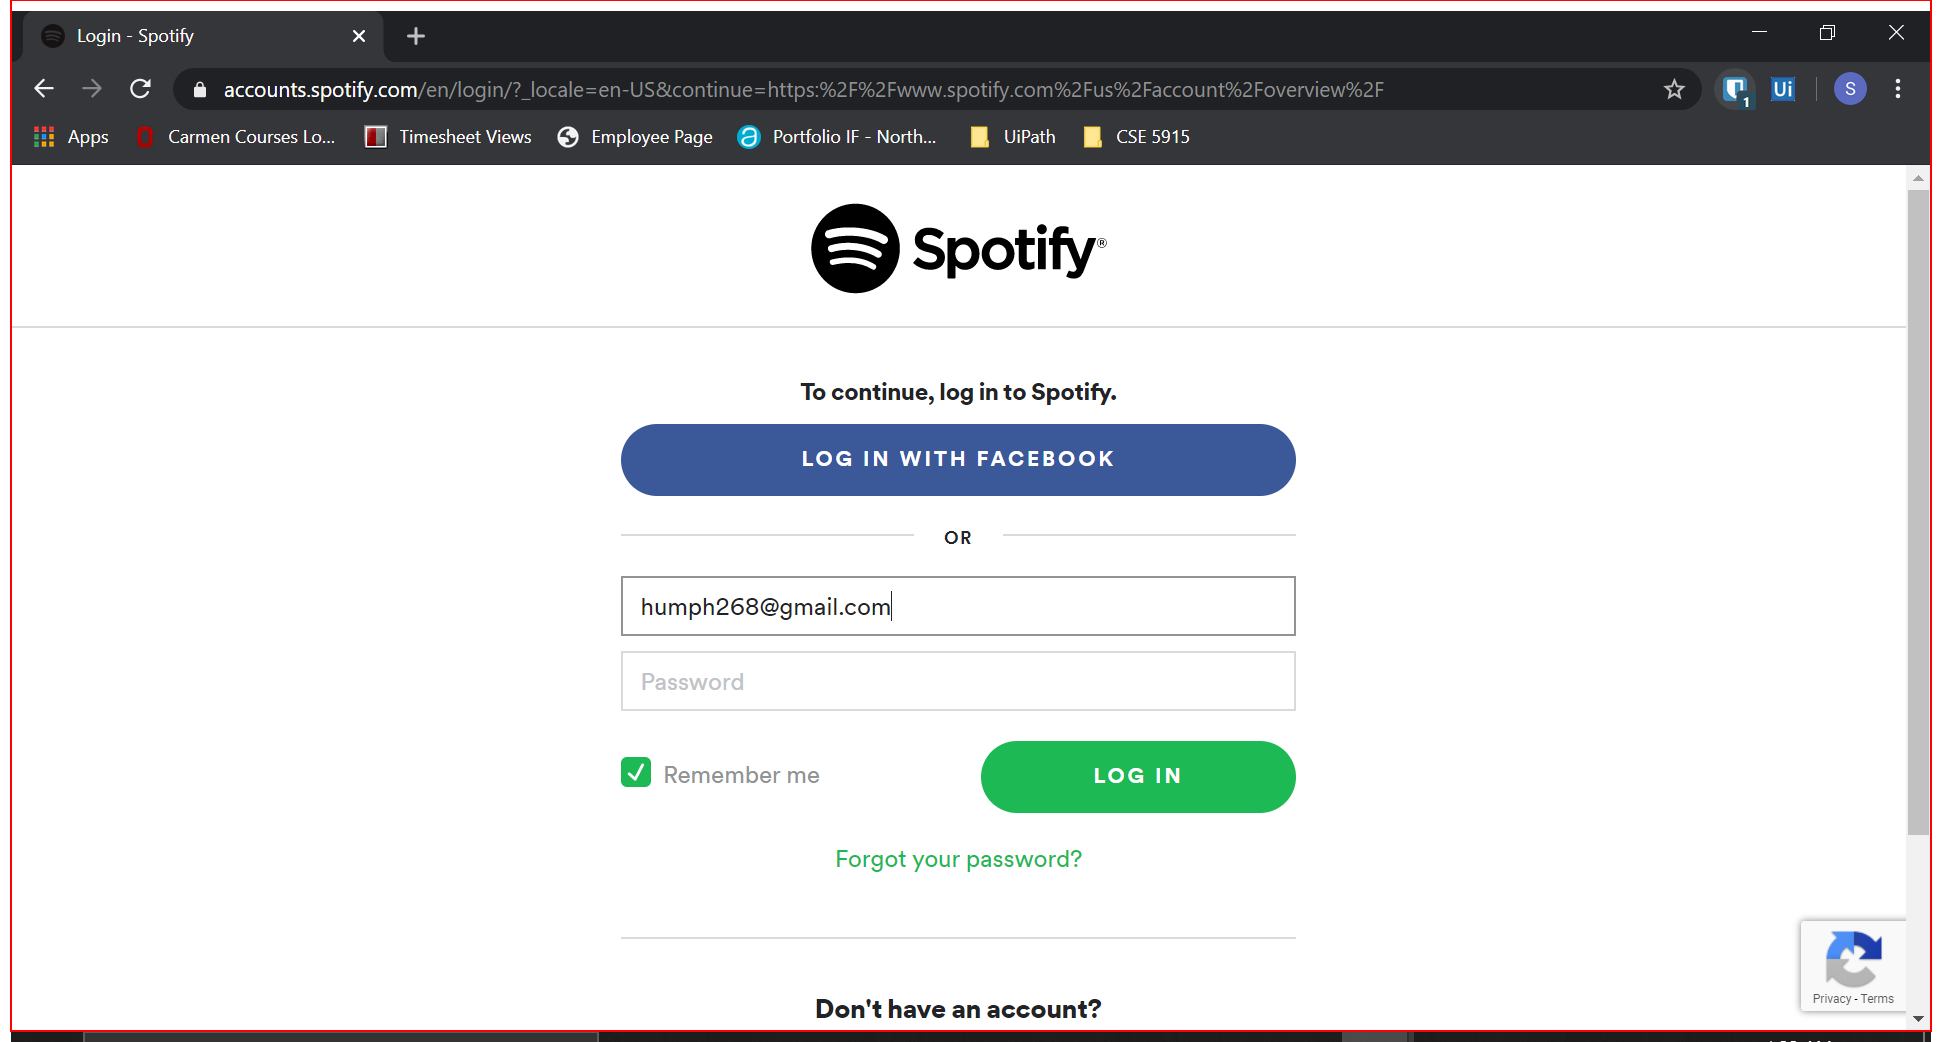 Login - Spotify
accounts.spotify.com/en/login/?_locale=en-US&continue=https:%2F%2Fwww.spotify.com%2Fus%2Faccount%2Foverview%2F
1
Ui
S
Apps
Carmen Courses Lo...
Timesheet Views
Employee Page
Portfolio IF - North...
UiPath
CSE 5915
Spotify®
To continue, log in to Spotify.
LOG IN WITH FACEBOOK
OR
humph268@gmail.com
Password
Remember me
LOG IN
Forgot your password?
Privacy - Terms
Don't have an account?